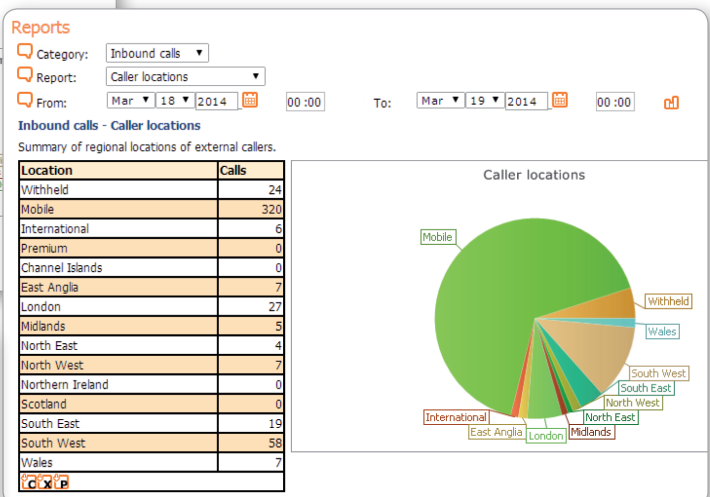 Reports
Category: Inbound calls
Report: Caller locations
From: Mar 18 2014 00 :00 To: Mar 19 2014 00 :00
Inbound calls - Caller locations
Summary of regional locations of external callers.
Location Calls
Withheld 24
Mobile 320
International 6
Premium 0
Channel Islands 0
East Anglia 7
London 27
Midlands 5
North East 4
North West 7
Northern Ireland 0
Scotland 0
South East 19
South West 58
Wales 7
C X P
Caller locations
Mobile
Withheld
Wales
South West
South East
North West
North East
Midlands
London
East Anglia
International